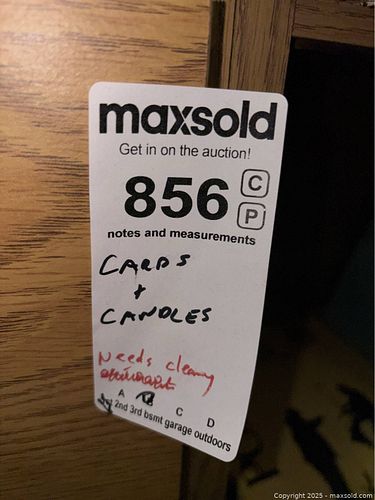 maxsold
Get in on the auction!
856 C
P
notes and measurements
CARDS
+
CANDLES
Needs cleaning
A C D
2nd 3rd bsmt garage outdoors
Copyright 2025 - maxsold.com